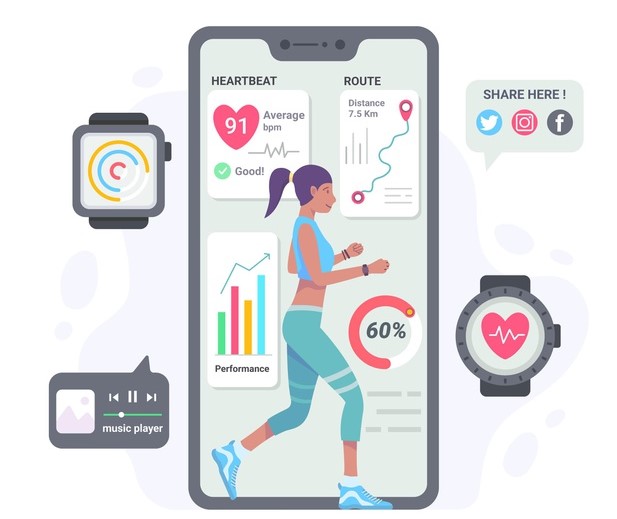 HEARTBEAT
91
Average
bpm
Good!
ROUTE
Distance
7.5 Km
SHARE HERE !
f
60%
Performance
music player